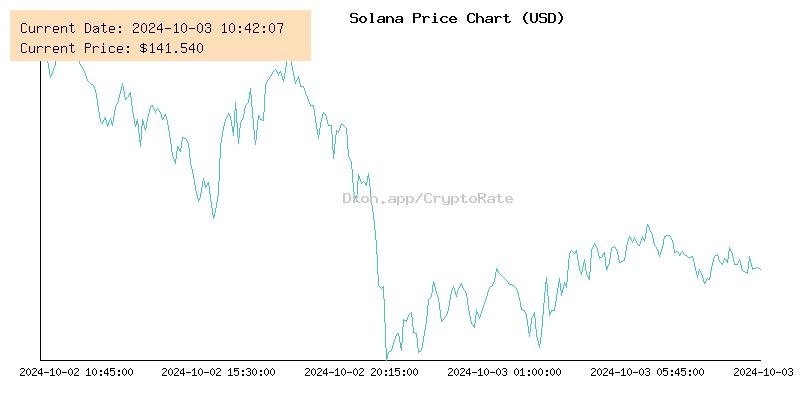 Solana Price Chart (USD)
Current Date: 2024-10-03 10:42:07
Current Price: $141.540
Dkon.app/CryptoRate
2024-10-02 10:45:00 2024-10-02 15:30:00 2024-10-02 20:15:00 2024-10-03 01:00:00 2024-10-03 05:45:00 2024-10-03